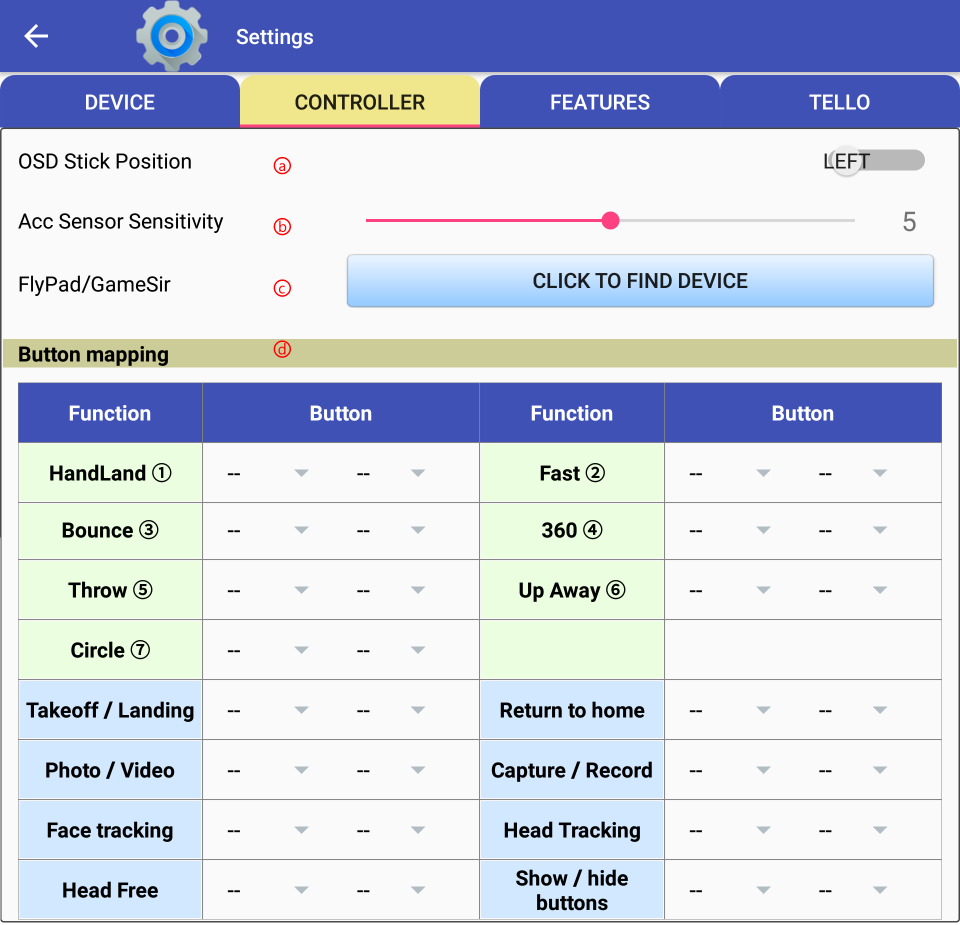 Settings
DEVICE CONTROLLER FEATURES TELLO
OSD Stick Position ⓐ LEFT
Acc Sensor Sensitivity ⓑ 5
FlyPad/GameSir ⓒ CLICK TO FIND DEVICE
Button mapping ⓓ
Function Button Function Button
HandLand ① -- -- Fast ② -- --
Bounce ③ -- -- 360 ④ -- --
Throw ⑤ -- -- Up Away ⑥ -- --
Circle ⑦ -- --
Takeoff / Landing -- -- Return to home -- --
Photo / Video -- -- Capture / Record -- --
Face tracking -- -- Head Tracking -- --
Head Free -- -- Show / hide
buttons -- --